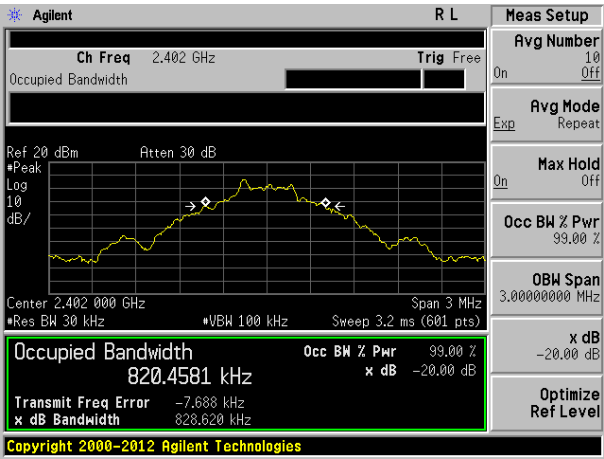 Agilent R L Meas Setup
Avg Number
10
On Off
Ch Freq 2.402 GHz Trig Free
Occupied Bandwidth
Avg Mode
Exp Repeat
Max Hold
On Off
Ref 20 dBm Atten 30 dB
#Peak
Log
10
dB/
Occ BW % Pwr
99.00 %
OBW Span
3.00000000 MHz
Center 2.402 000 GHz Span 3 MHz
#Res BW 30 kHz #VBW 100 kHz Sweep 3.2 ms (601 pts)
x dB
-20.00 dB
Occupied Bandwidth Occ BW % Pwr 99.00 %
820.4581 kHz x dB -20.00 dB
Transmit Freq Error -7.688 kHz
x dB Bandwidth 828.620 kHz
Optimize
Ref Level
Copyright 2000-2012 Agilent Technologies